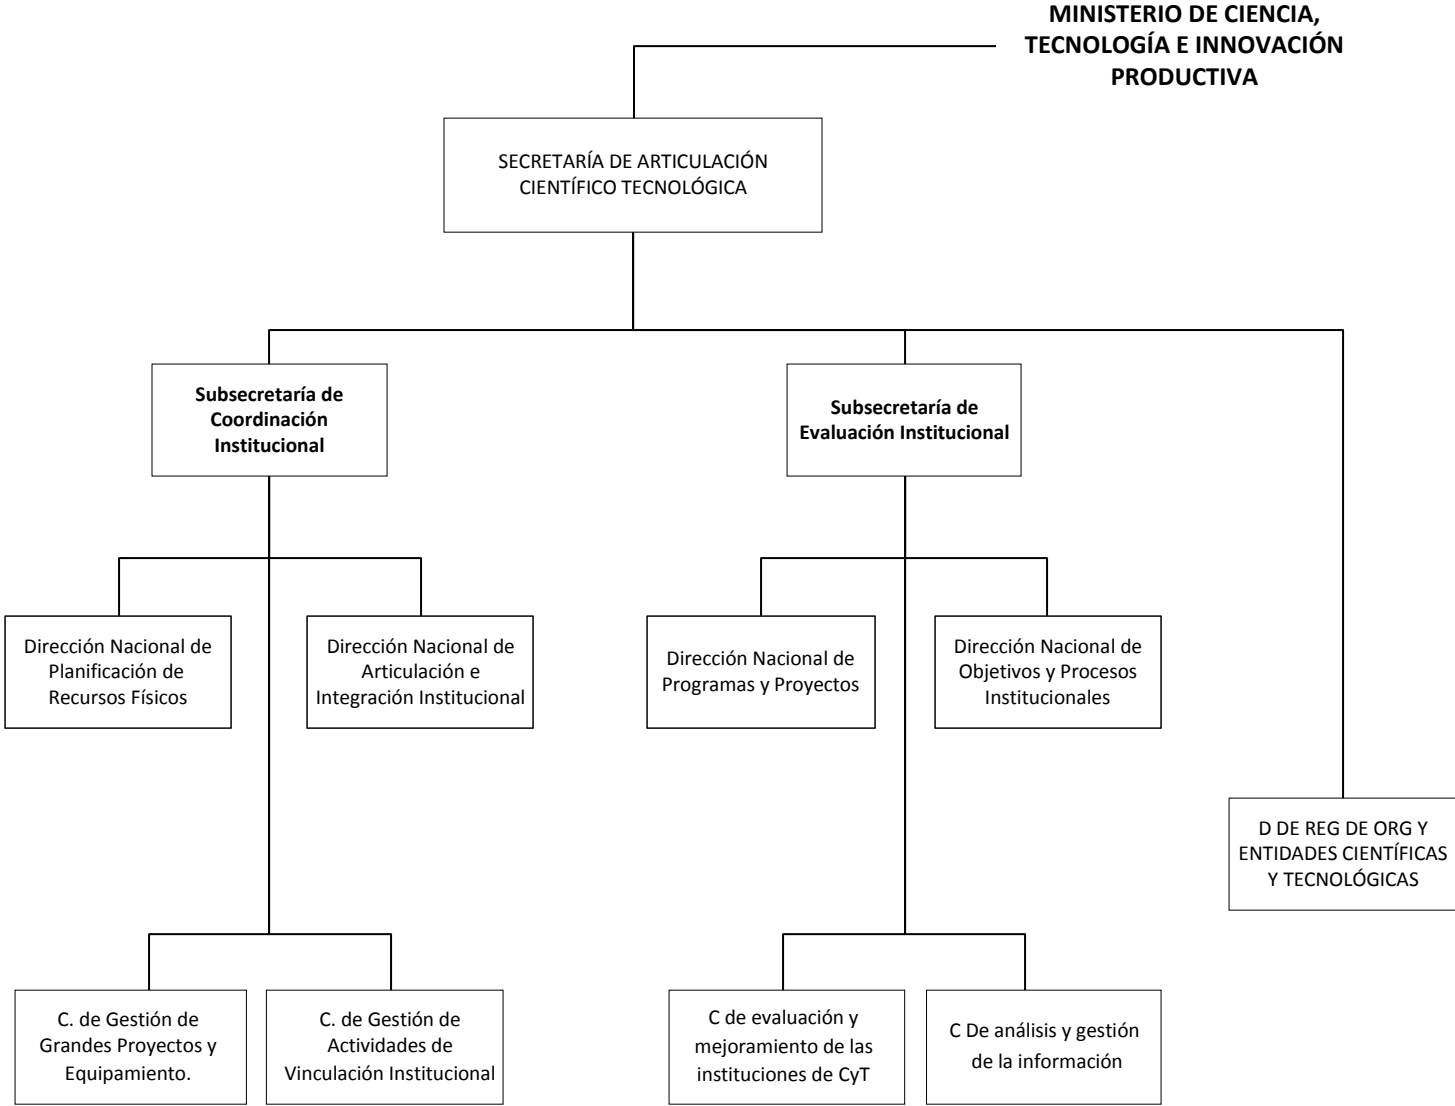 MINISTERIO DE CIENCIA,
TECNOLOGÍA E INNOVACIÓN
PRODUCTIVA
SECRETARÍA DE ARTICULACIÓN
CIENTÍFICO TECNOLÓGICA
Subsecretaría de
Coordinación
Institucional
Subsecretaría de
Evaluación Institucional
Dirección Nacional de
Planificación de
Recursos Físicos
Dirección Nacional de
Articulación e
Integración Institucional
Dirección Nacional de
Programas y Proyectos
Dirección Nacional de
Objetivos y Procesos
Institucionales
D DE REG DE ORG Y
ENTIDADES CIENTÍFICAS
Y TECNOLÓGICAS
C. de Gestión de
Grandes Proyectos y
Equipamiento.
C. de Gestión de
Actividades de
Vinculación Institucional
C de evaluación y
mejoramiento de las
instituciones de CyT
C De análisis y gestión
de la información